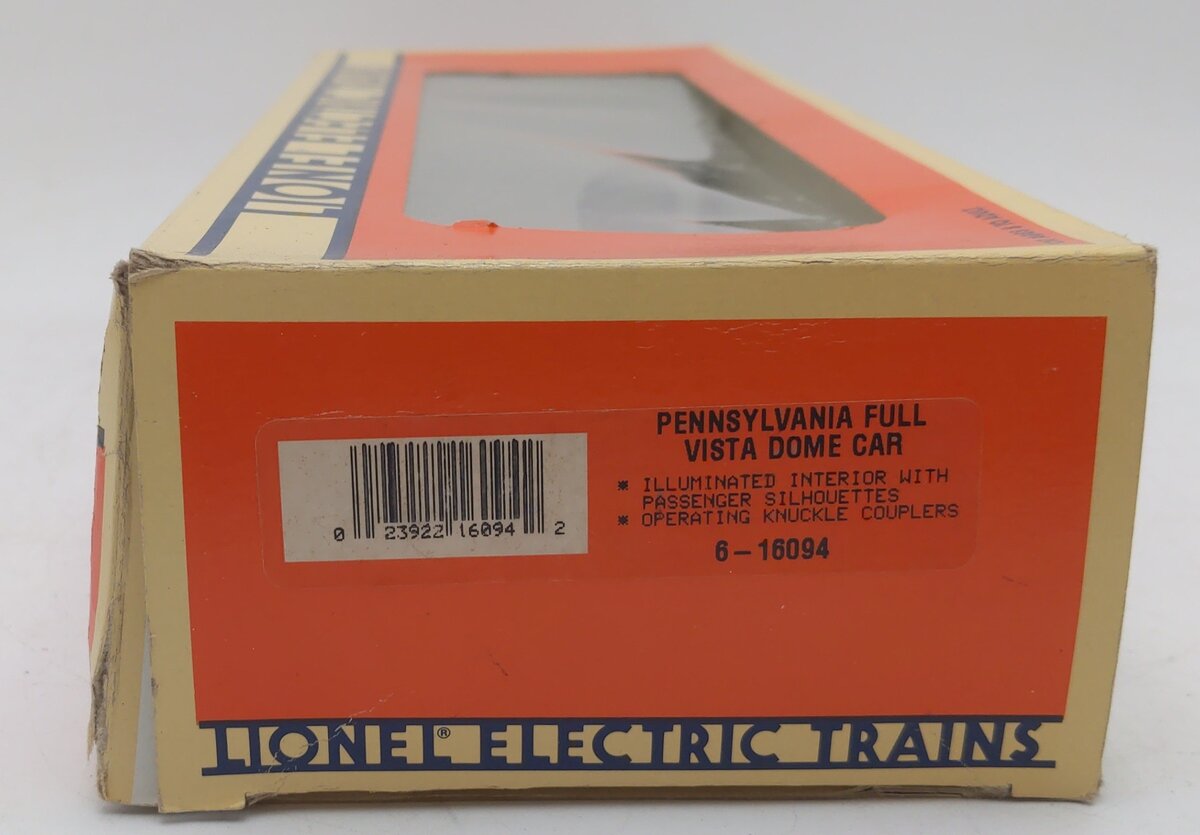 LIONEL ELECTRIC
PENNSYLVANIA FULL
VISTA DOME CAR
* ILLUMINATED INTERIOR WITH
PASSENGER SILHOUETTES
* OPERATING KNUCKLE COUPLERS
6-16094
0 23922 16094 2
LIONEL® ELECTRIC TRAINS